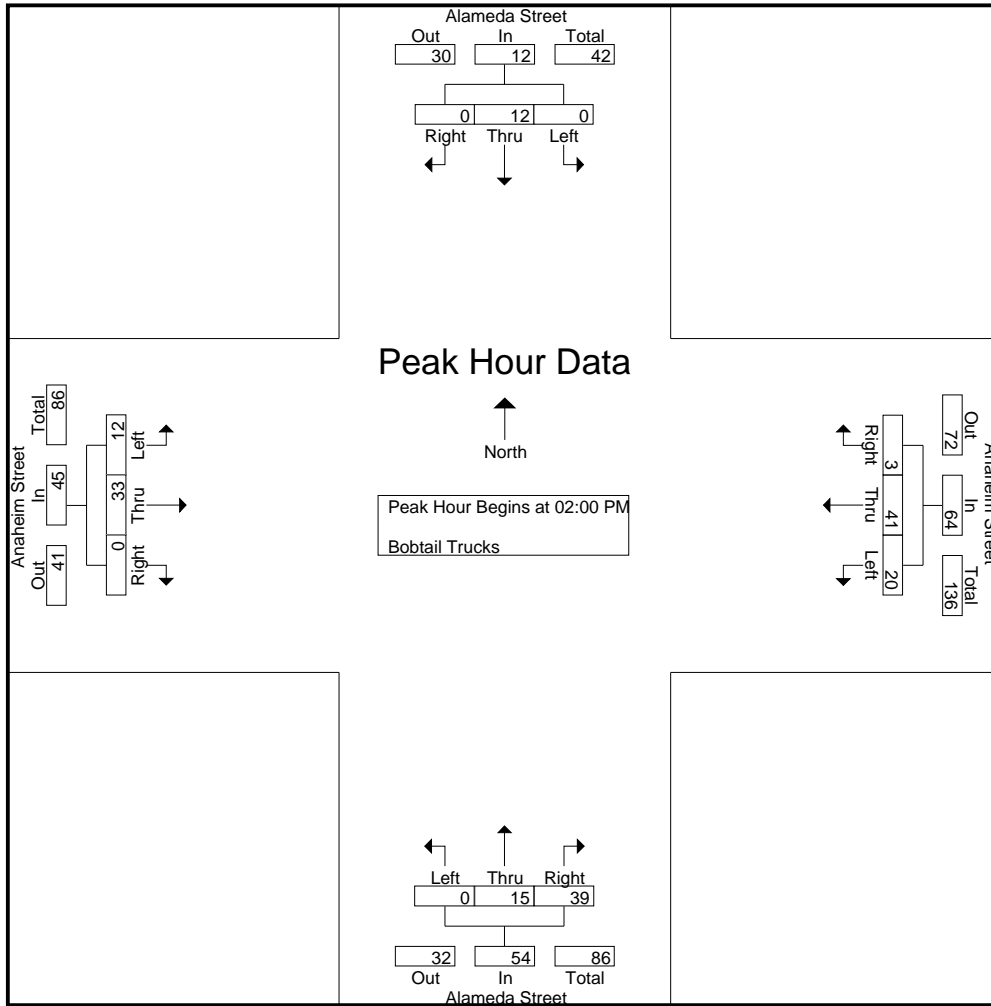 Alameda Street
Out In Total
30 12 42
0 12 0
Right Thru Left
Peak Hour Data
North
Peak Hour Begins at 02:00 PM
Bobtail Trucks
Anaheim Street
Total In Out
86 45 41
12 33 0
Left Thru Right
Right Thru Left
3 41 20
72 64 136
Out In Total
Anaheim Street
Left Thru Right
0 15 39
32 54 86
Out In Total
Alameda Street